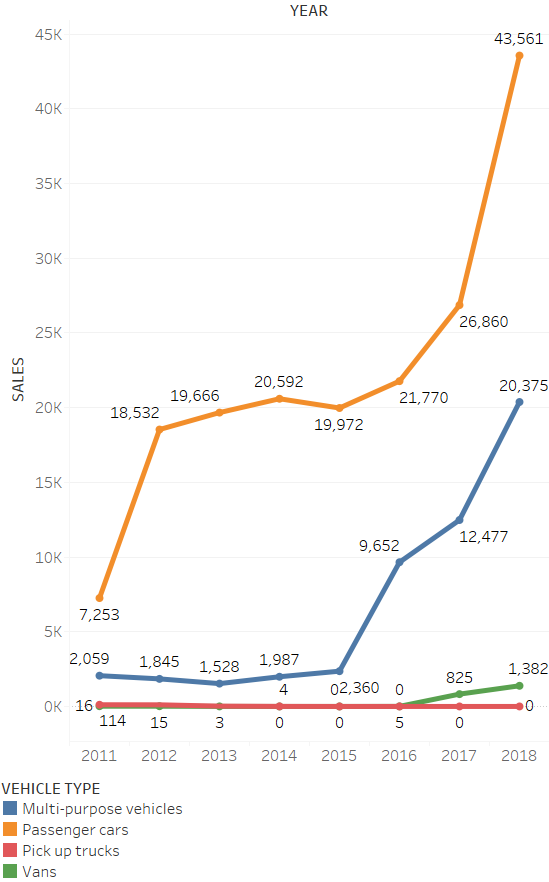 YEAR
45K
43,561
40K
35K
30K
26,860
25K
SALES
20,592
19,666
18,532
20K
20,375
21,770
19,972
15K
12,477
9,652
10K
7,253
5K
2,059
1,845
1,528
1,987
2,360
825
1,382
4
0
0
0K
16
0
114
15
3
0
0
5
0
2011 2012 2013 2014 2015 2016 2017 2018
VEHICLE TYPE
Multi-purpose vehicles
Passenger cars
Pick up trucks
Vans